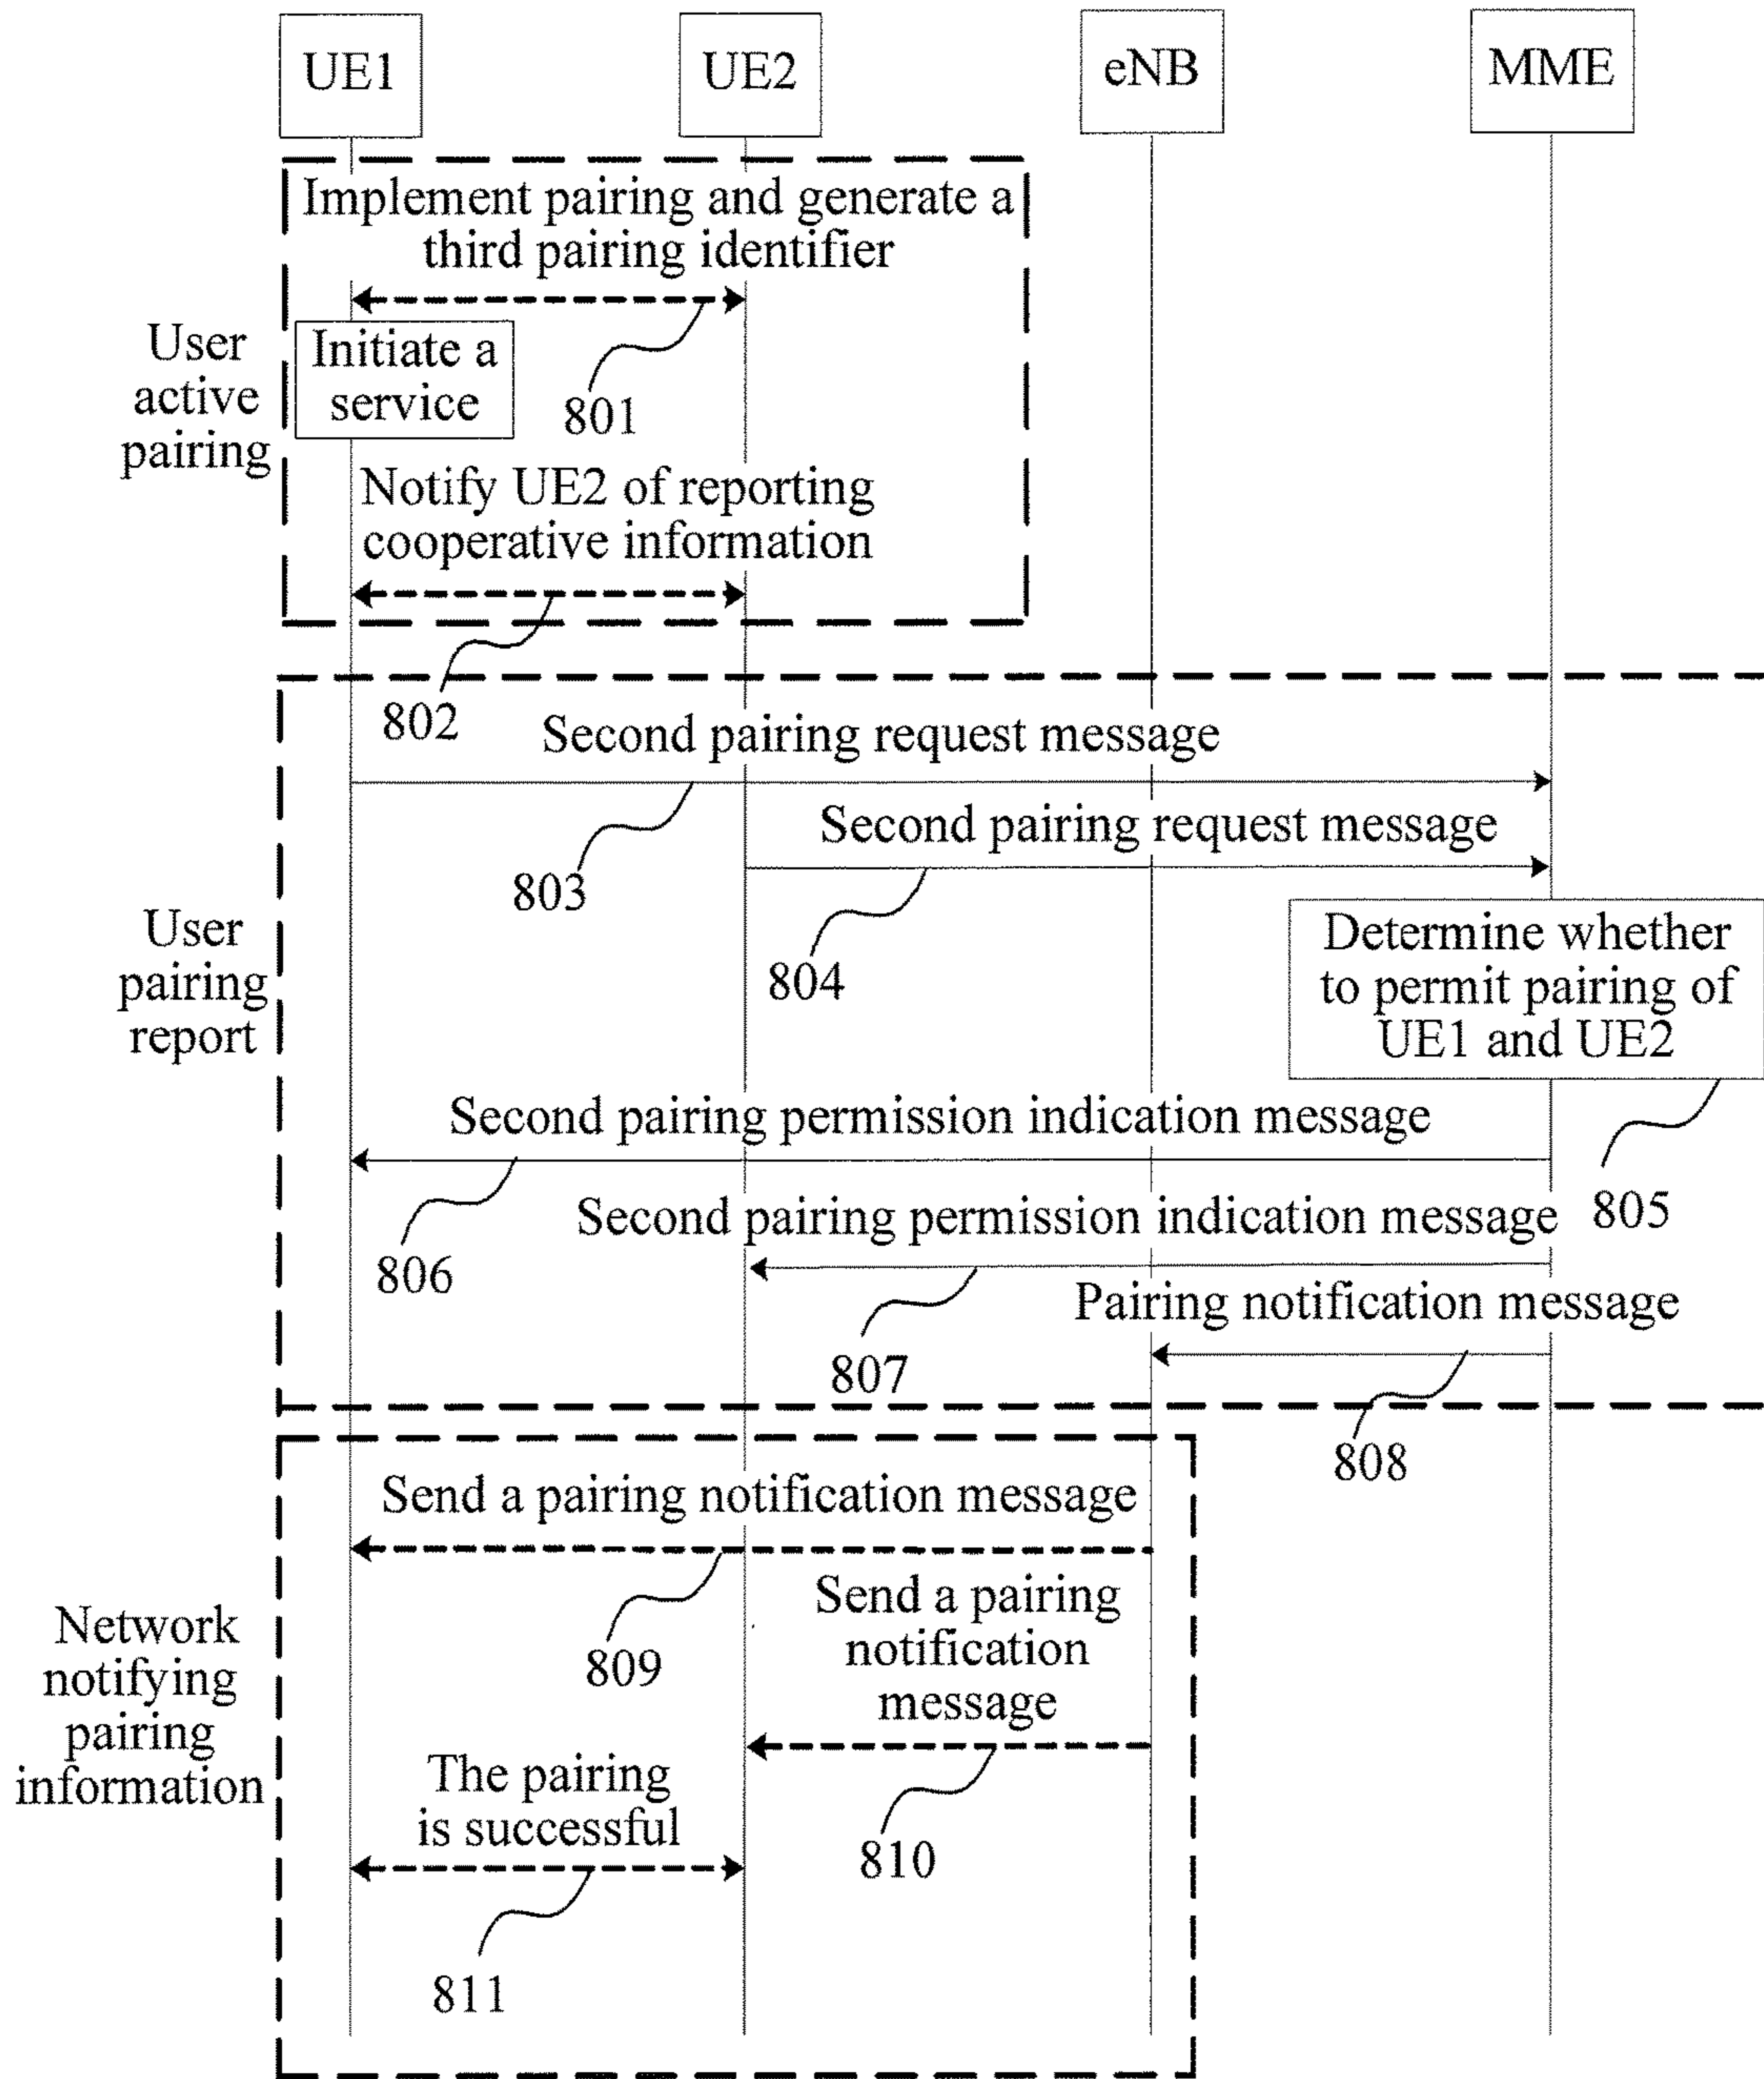 UE1
UE2
eNB
MME
User
active
pairing
Implement pairing and generate a
third pairing identifier
801
Initiate a
service
Notify UE2 of reporting
cooperative information
802
User
pairing
report
Second pairing request message
803
Second pairing request message
804
Determine whether
to permit pairing of
UE1 and UE2
805
Second pairing permission indication message
806
Second pairing permission indication message
807
Pairing notification message
808
Network
notifying
pairing
information
Send a pairing notification message
809
Send a pairing
notification
message
810
The pairing
is successful
811